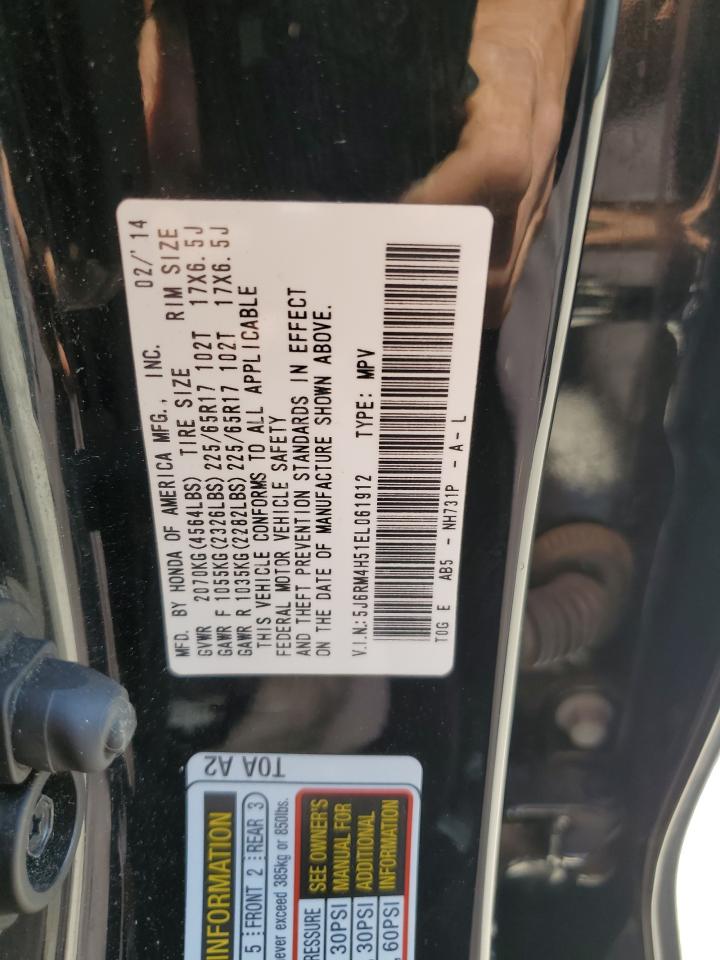 MFD. BY HONDA OF AMERICA MFG., INC. 02/'14
GVWR 2070KG(4564LBS) TIRE SIZE RIM SIZE
GAWR F 1055KG(2326LBS) 225/65R17 102T 17X6.5J
GAWR R 1035KG(2282LBS) 225/65R17 102T 17X6.5J
THIS VEHICLE CONFORMS TO ALL APPLICABLE
FEDERAL MOTOR VEHICLE SAFETY
AND THEFT PREVENTION STANDARDS IN EFFECT
ON THE DATE OF MANUFACTURE SHOWN ABOVE.
V.I.N.:5J6RM4H51EL061912 TYPE: MPV
T0G E AB5 - NH731P - A - L
T0A A2
INFORMATION
5 FRONT 2 REAR 3
never exceed 385kg or 850lbs.
PRESSURE
30PSI
30PSI
60PSI
SEE OWNER'S
MANUAL FOR
ADDITIONAL
INFORMATION